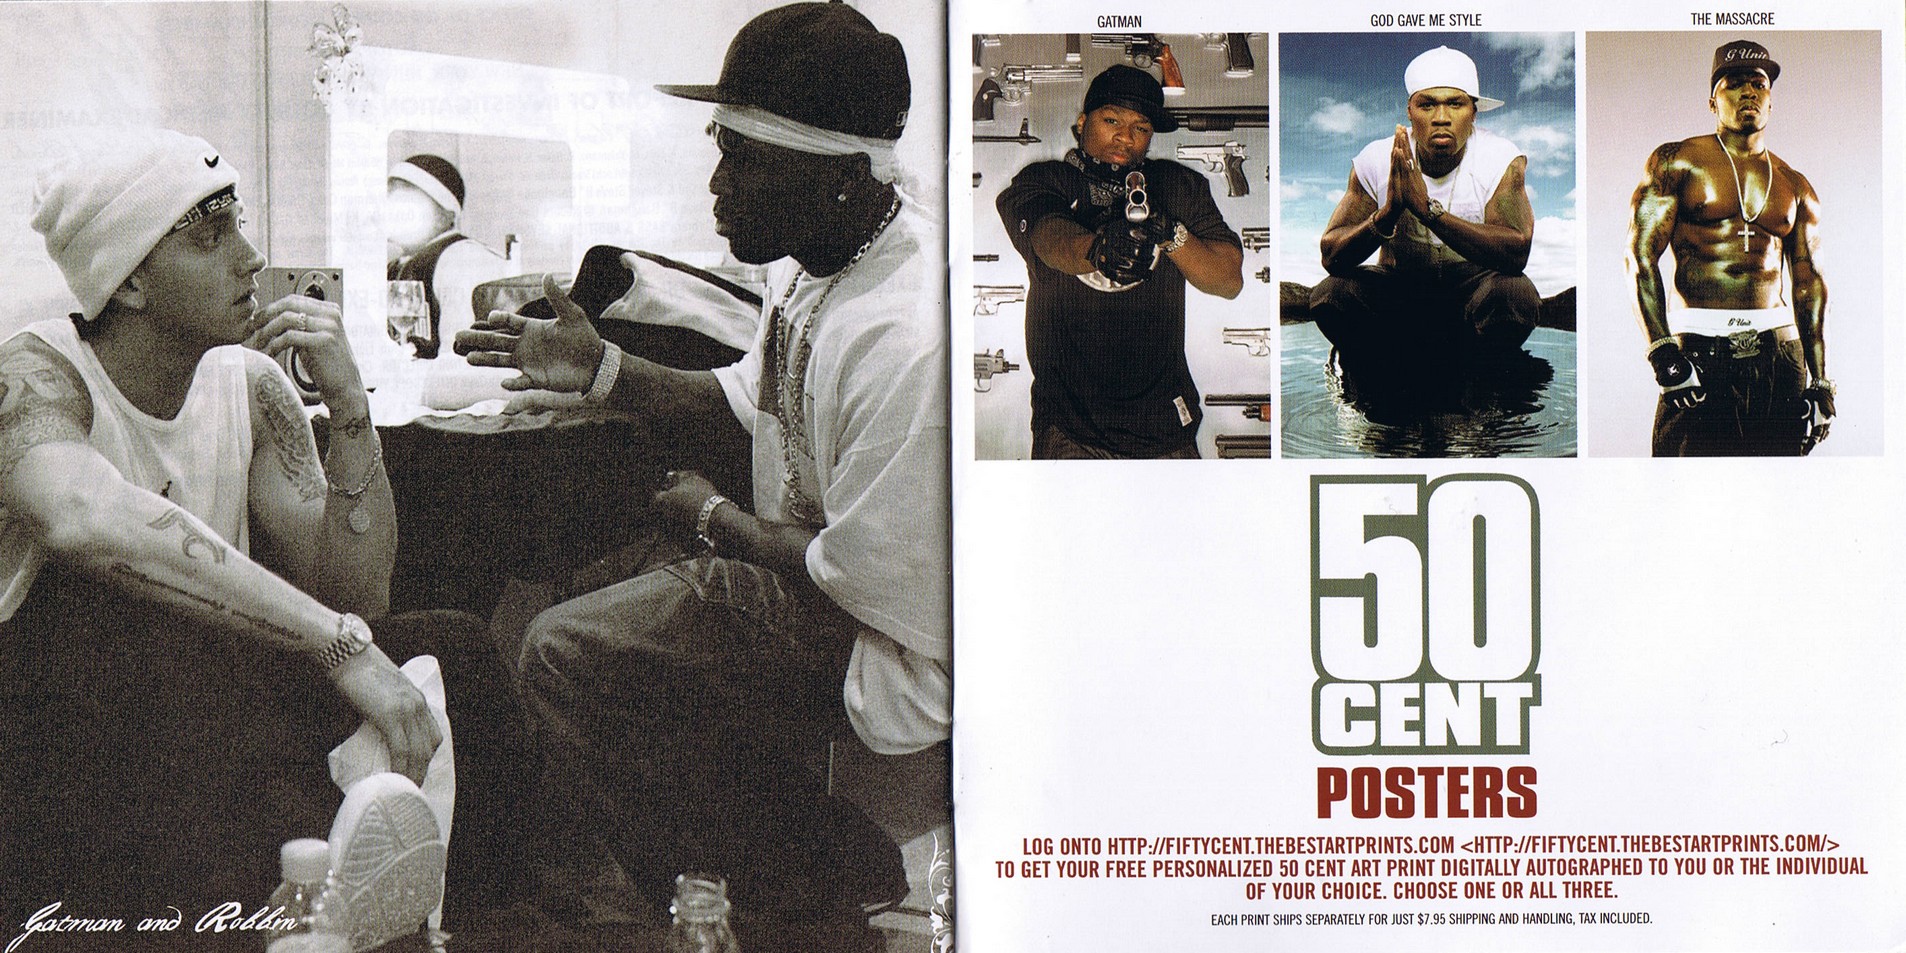 Gatman and Robbin
GATMAN
GOD GAVE ME STYLE
THE MASSACRE
G Unit
G Unit
50
CENT
POSTERS
LOG ONTO HTTP://FIFTYCENT.THEBESTARTPRINTS.COM <HTTP://FIFTYCENT.THEBESTARTPRINTS.COM/>
TO GET YOUR FREE PERSONALIZED 50 CENT ART PRINT DIGITALLY AUTOGRAPHED TO YOU OR THE INDIVIDUAL
OF YOUR CHOICE. CHOOSE ONE OR ALL THREE.
EACH PRINT SHIPS SEPARATELY FOR JUST $7.95 SHIPPING AND HANDLING, TAX INCLUDED.